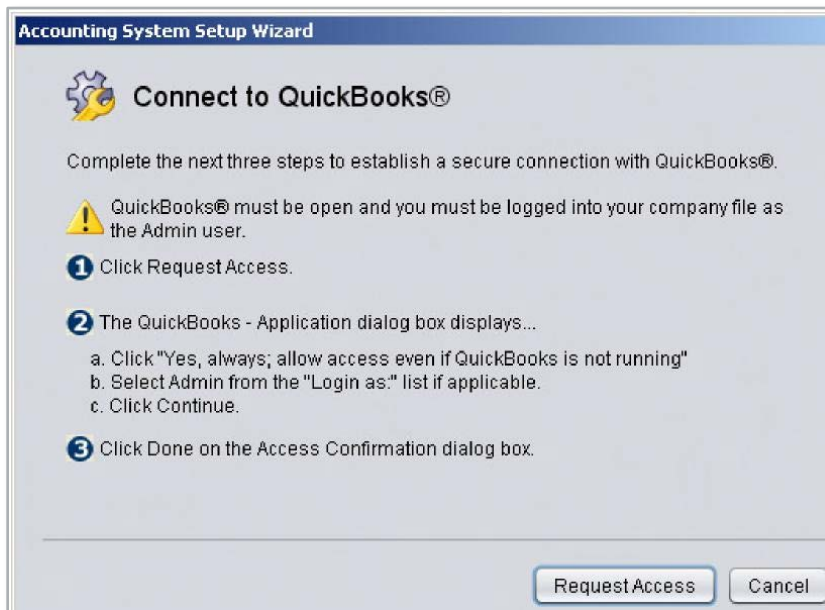 Accounting System Setup Wizard
Connect to QuickBooks®
Complete the next three steps to establish a secure connection with QuickBooks®.
QuickBooks® must be open and you must be logged into your company file as
the Admin user.
1 Click Request Access.
2 The QuickBooks - Application dialog box displays...
a. Click "Yes, always; allow access even if QuickBooks is not running"
b. Select Admin from the "Login as:" list if applicable.
c. Click Continue.
3 Click Done on the Access Confirmation dialog box.
Request Access Cancel